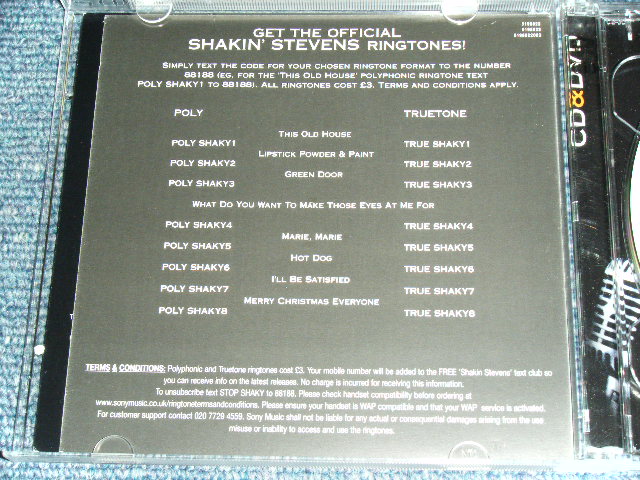 GET THE OFFICIAL
SHAKIN' STEVENS RINGTONES!
SIMPLY TEXT THE CODE FOR YOUR CHOSEN RINGTONE FORMAT TO THE NUMBER
88188 (EG. FOR THE 'THIS OLD HOUSE' POLYPHONIC RINGTONE TEXT
POLY SHAKY1 TO 88188). ALL RINGTONES COST £3. TERMS AND CONDITIONS APPLY.
POLY TRUETONE
THIS OLD HOUSE
POLY SHAKY1 TRUE SHAKY1
LIPSTICK POWDER & PAINT
POLY SHAKY2 TRUE SHAKY2
GREEN DOOR
POLY SHAKY3 TRUE SHAKY3
WHAT DO YOU WANT TO MAKE THOSE EYES AT ME FOR
POLY SHAKY4 TRUE SHAKY4
MARIE, MARIE
POLY SHAKY5 TRUE SHAKY5
HOT DOG
POLY SHAKY6 TRUE SHAKY6
I'LL BE SATISFIED
POLY SHAKY7 TRUE SHAKY7
MERRY CHRISTMAS EVERYONE
POLY SHAKY8 TRUE SHAKY8
TERMS & CONDITIONS: Polyphonic and Truetone ringtones cost £3. Your mobile number will be added to the FREE 'Shakin Stevens' text club so
you can receive info on the latest releases. No charge is incurred for receiving this information.
To unsubscribe text STOP SHAKY to 88188. Please check handset compatibility before ordering at
www.sonymusic.co.uk/ringtonetermsandconditions. Please ensure your handset is WAP compatible and that your WAP service is activated.
For customer support contact 020 7729 4559. Sony Music shall not be liable for any actual or consequential damages arising from the use
misuse or inability to access and use the ringtones.
CD&DVD